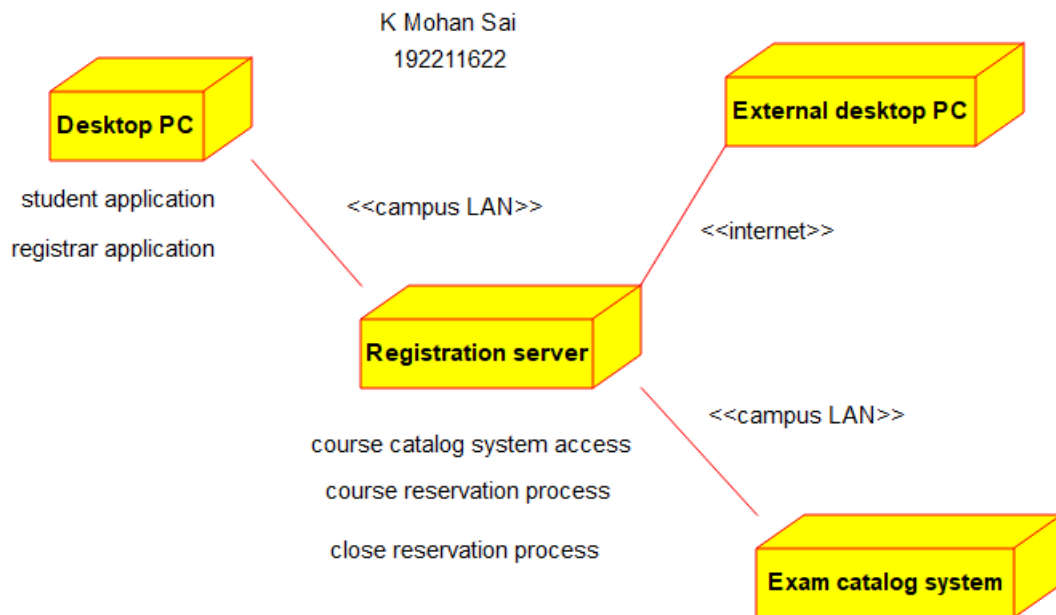 K Mohan Sai
192211622
Desktop PC
External desktop PC
student application
registrar application
<<campus LAN>>
<<internet>>
Registration server
<<campus LAN>>
course catalog system access
course reservation process
close reservation process
Exam catalog system